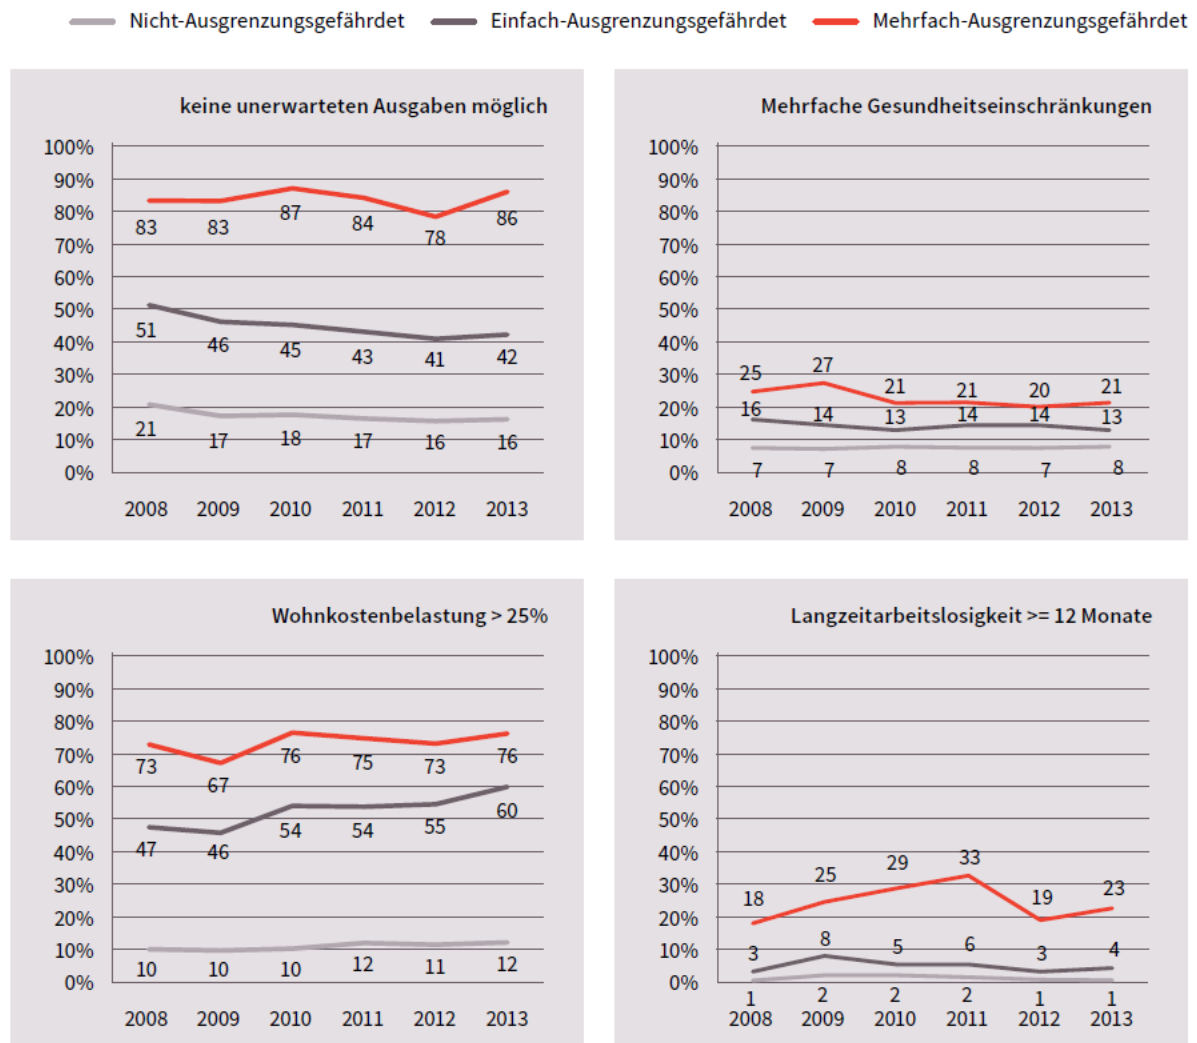 Nicht-Ausgrenzungsgefährdet Einfach-Ausgrenzungsgefährdet Mehrfach-Ausgrenzungsgefährdet
keine unerwarteten Ausgaben möglich
100%
90%
80%
70%
60%
50%
40%
30%
20%
10%
0%
83 83 87 84 78 86
51 46 45 43 41 42
21 17 18 17 16 16
2008 2009 2010 2011 2012 2013
Mehrfache Gesundheitseinschränkungen
100%
90%
80%
70%
60%
50%
40%
30%
20%
10%
0%
25 27 21 21 20 21
16 14 13 14 14 13
7 7 8 8 7 8
2008 2009 2010 2011 2012 2013
Wohnkostenbelastung > 25%
100%
90%
80%
70%
60%
50%
40%
30%
20%
10%
0%
73 67 76 75 73 76
47 46 54 54 55 60
10 10 10 12 11 12
2008 2009 2010 2011 2012 2013
Langzeitarbeitslosigkeit >= 12 Monate
100%
90%
80%
70%
60%
50%
40%
30%
20%
10%
0%
18 25 29 33 19 23
3 8 5 6 3 4
1 2 2 2 1 1
2008 2009 2010 2011 2012 2013